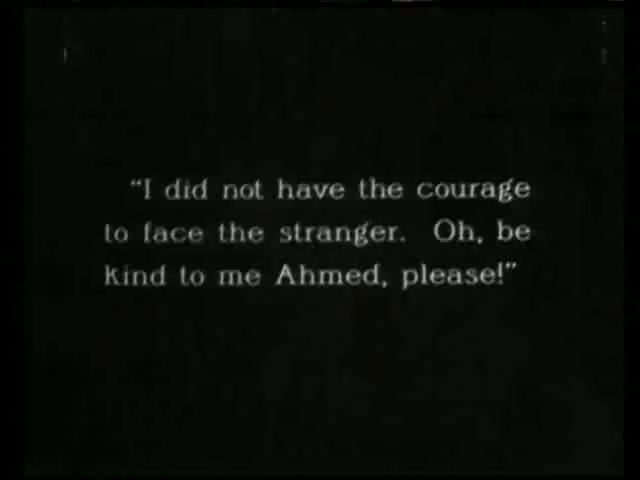 “I did not have the courage
to face the stranger. Oh, be
kind to me Ahmed, please!”